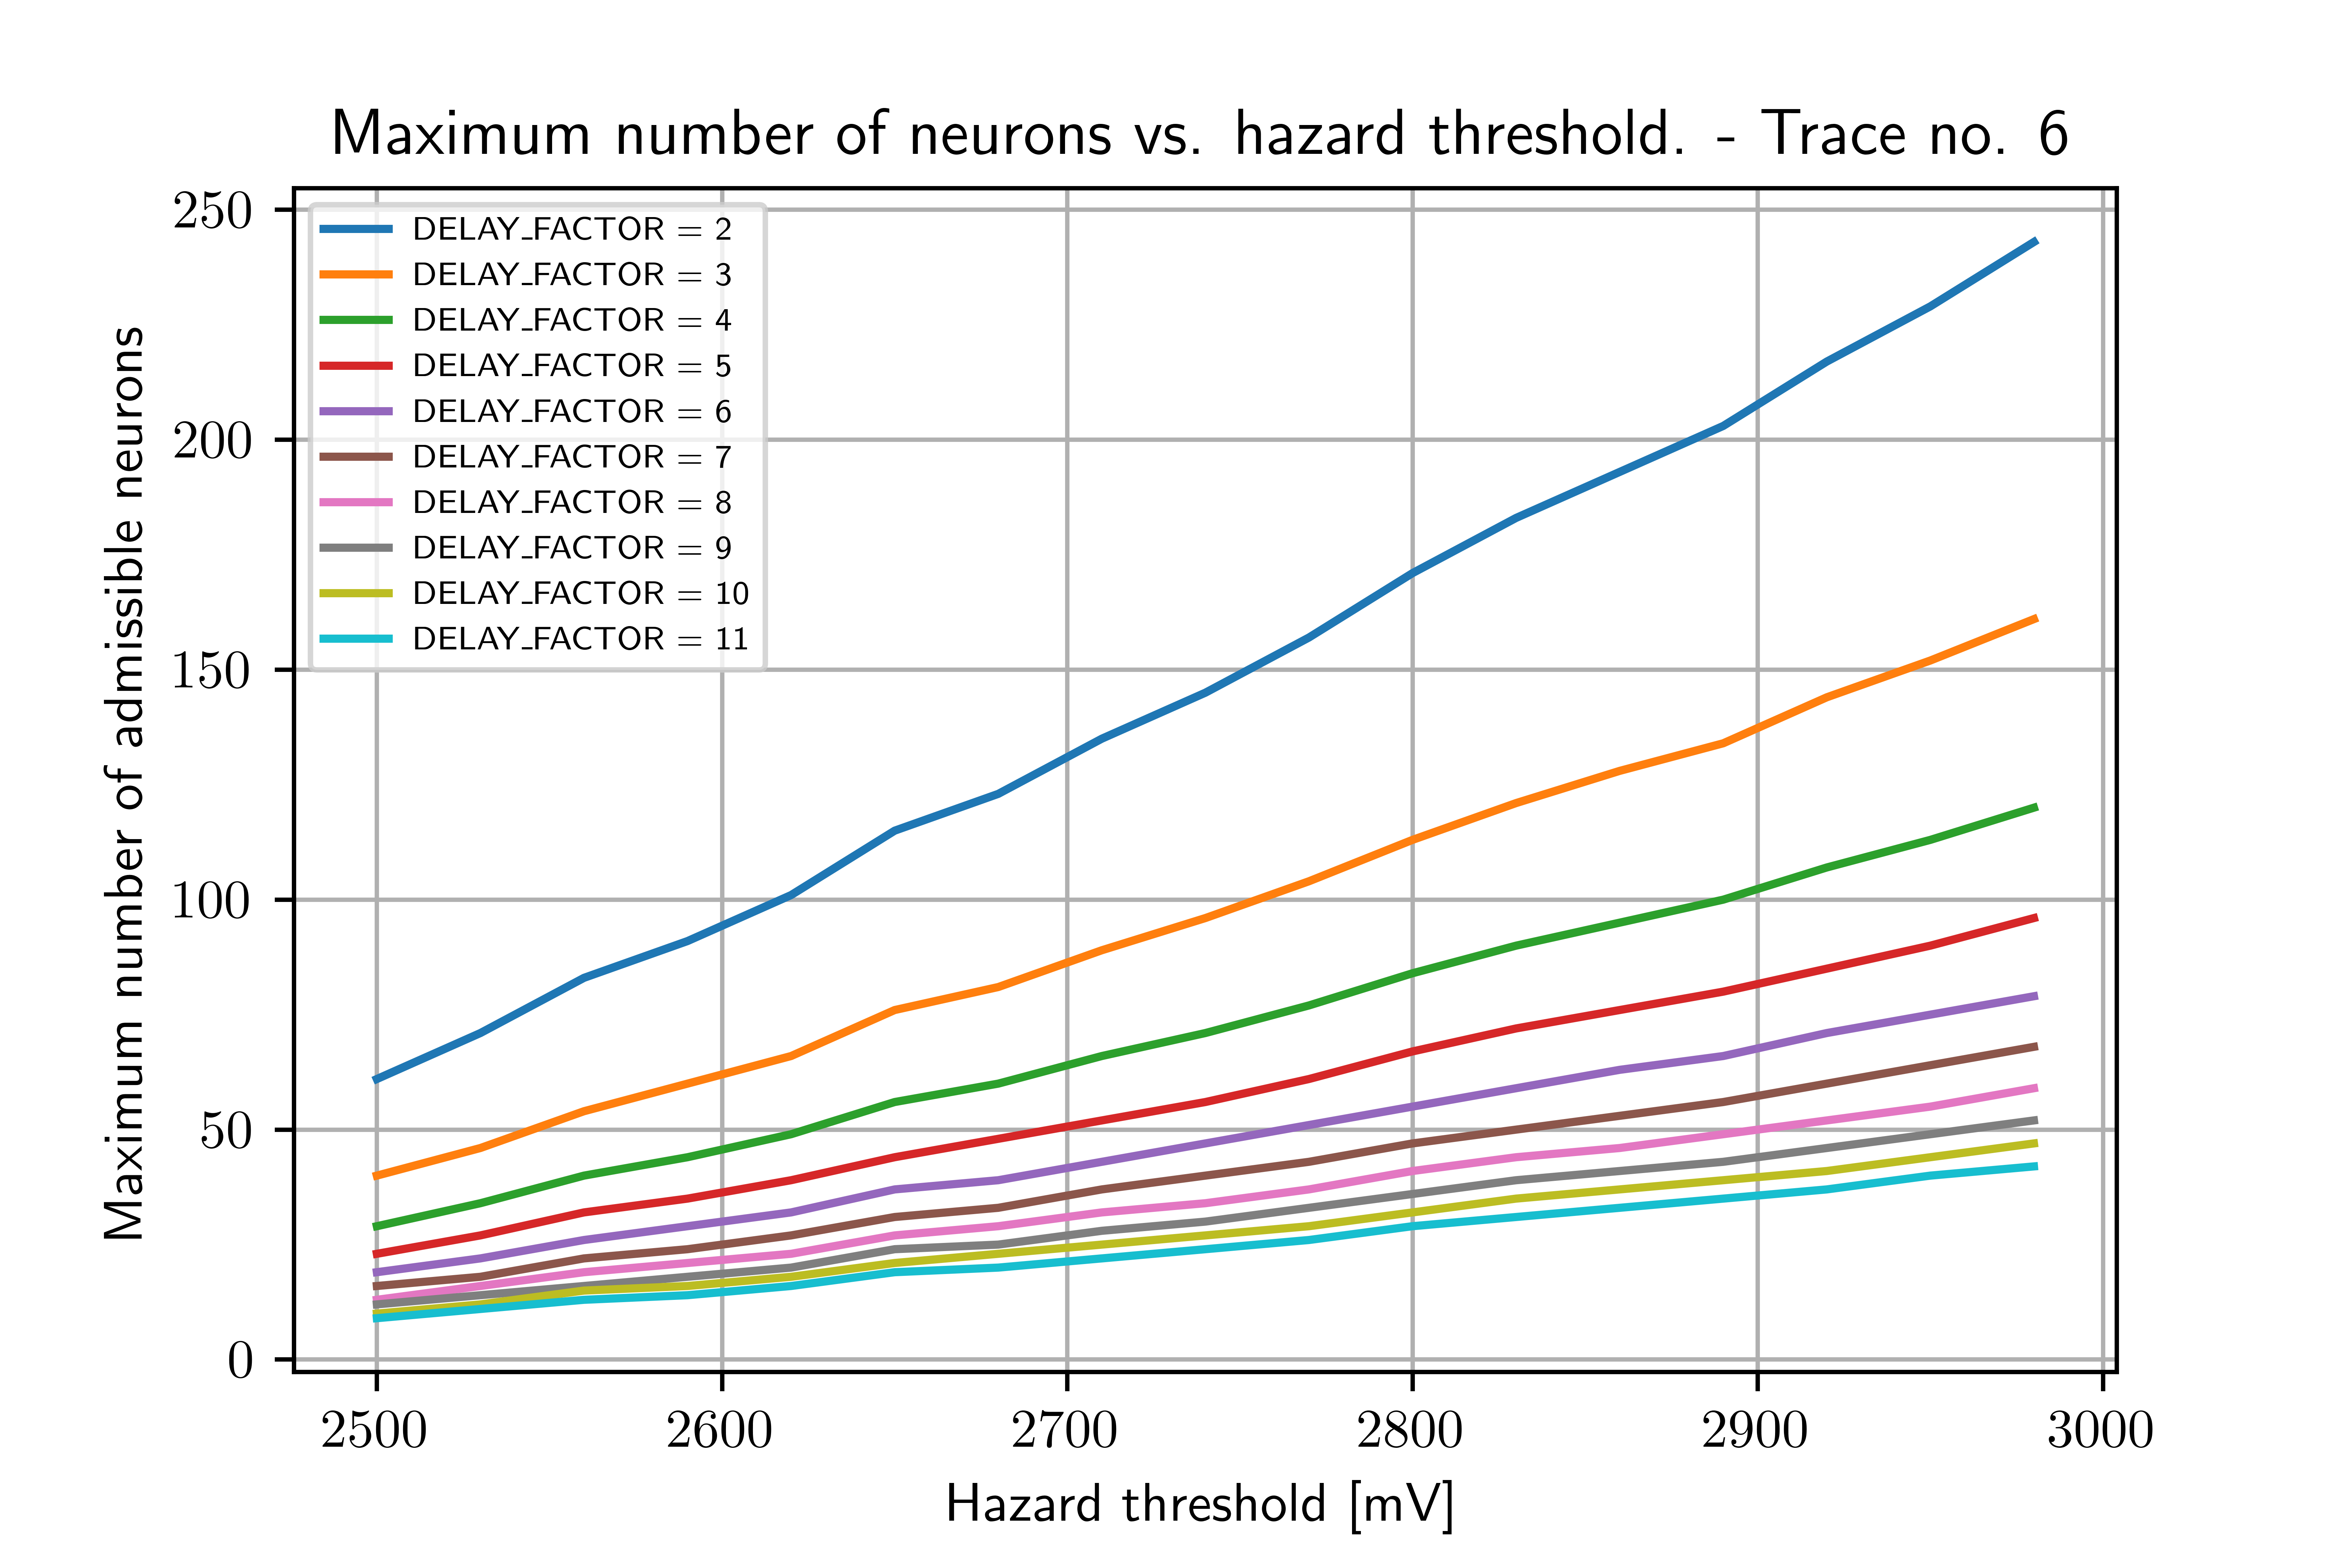 Maximum number of neurons vs. hazard threshold. - Trace no. 6
Maximum number of admissible neurons
250
200
150
100
50
0
DELAY_FACTOR = 2
DELAY_FACTOR = 3
DELAY_FACTOR = 4
DELAY_FACTOR = 5
DELAY_FACTOR = 6
DELAY_FACTOR = 7
DELAY_FACTOR = 8
DELAY_FACTOR = 9
DELAY_FACTOR = 10
DELAY_FACTOR = 11
2500 2600 2700 2800 2900 3000
Hazard threshold [mV]